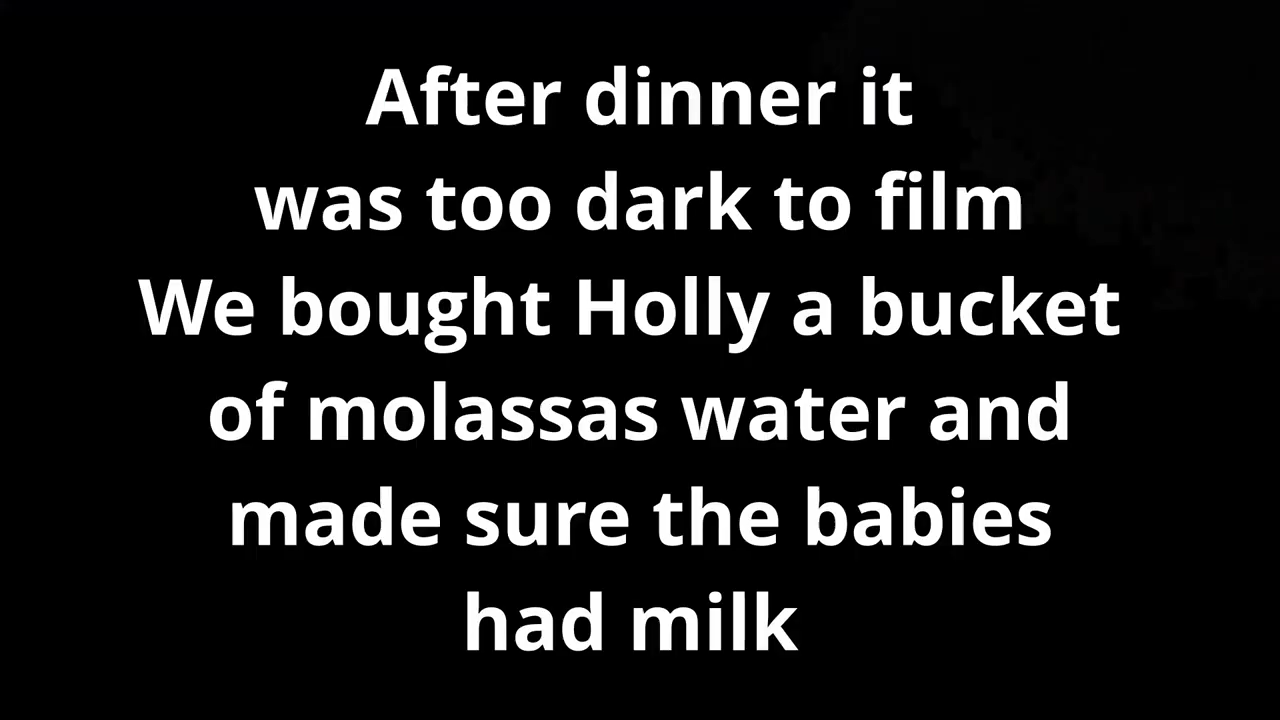 After dinner it
was too dark to film
We bought Holly a bucket
of molassas water and
made sure the babies
had milk